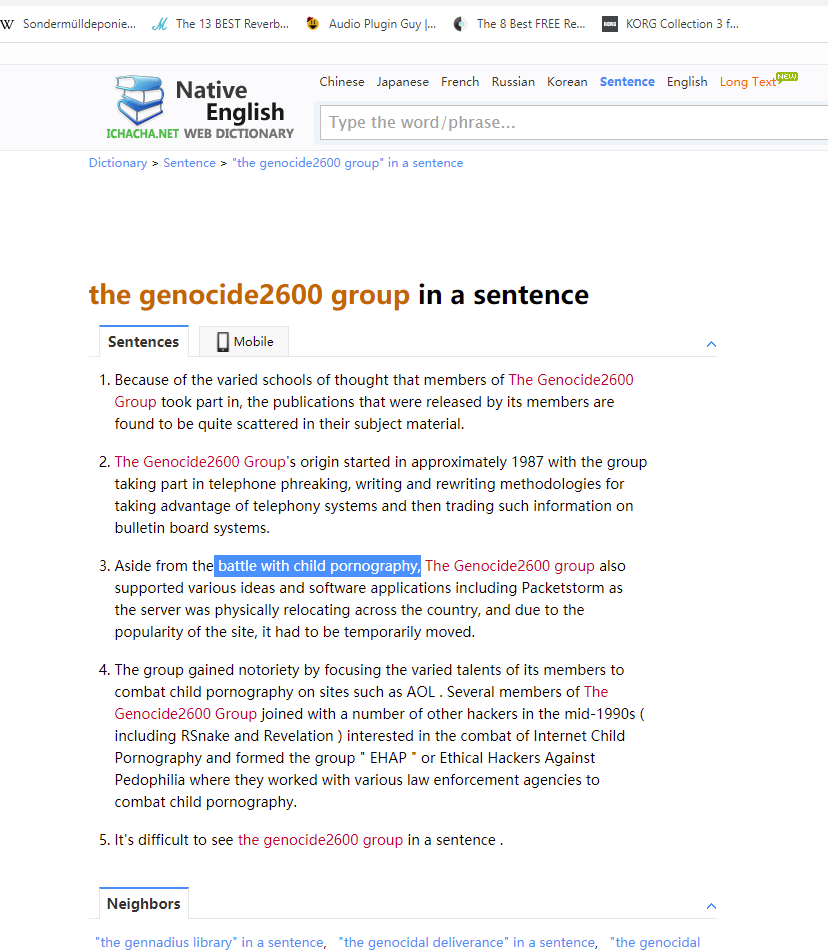 Sondermülldeponie... The 13 BEST Reverb... Audio Plugin Guy |... The 8 Best FREE Re... KORG KORG Collection 3 f...
Native
English
ICHACHA.NET WEB DICTIONARY
Chinese Japanese French Russian Korean Sentence English Long Text NEW
Type the word/phrase...
Dictionary > Sentence > "the genocide2600 group" in a sentence
the genocide2600 group in a sentence
Sentences Mobile
1. Because of the varied schools of thought that members of The Genocide2600
Group took part in, the publications that were released by its members are
found to be quite scattered in their subject material.
2. The Genocide2600 Group's origin started in approximately 1987 with the group
taking part in telephone phreaking, writing and rewriting methodologies for
taking advantage of telephony systems and then trading such information on
bulletin board systems.
3. Aside from the battle with child pornography, The Genocide2600 group also
supported various ideas and software applications including Packetstorm as
the server was physically relocating across the country, and due to the
popularity of the site, it had to be temporarily moved.
4. The group gained notoriety by focusing the varied talents of its members to
combat child pornography on sites such as AOL . Several members of The
Genocide2600 Group joined with a number of other hackers in the mid-1990s (
including RSnake and Revelation ) interested in the combat of Internet Child
Pornography and formed the group " EHAP " or Ethical Hackers Against
Pedophilia where they worked with various law enforcement agencies to
combat child pornography.
5. It's difficult to see the genocide2600 group in a sentence .
Neighbors
"the gennadius library" in a sentence, "the genocidal deliverance" in a sentence, "the genocidal